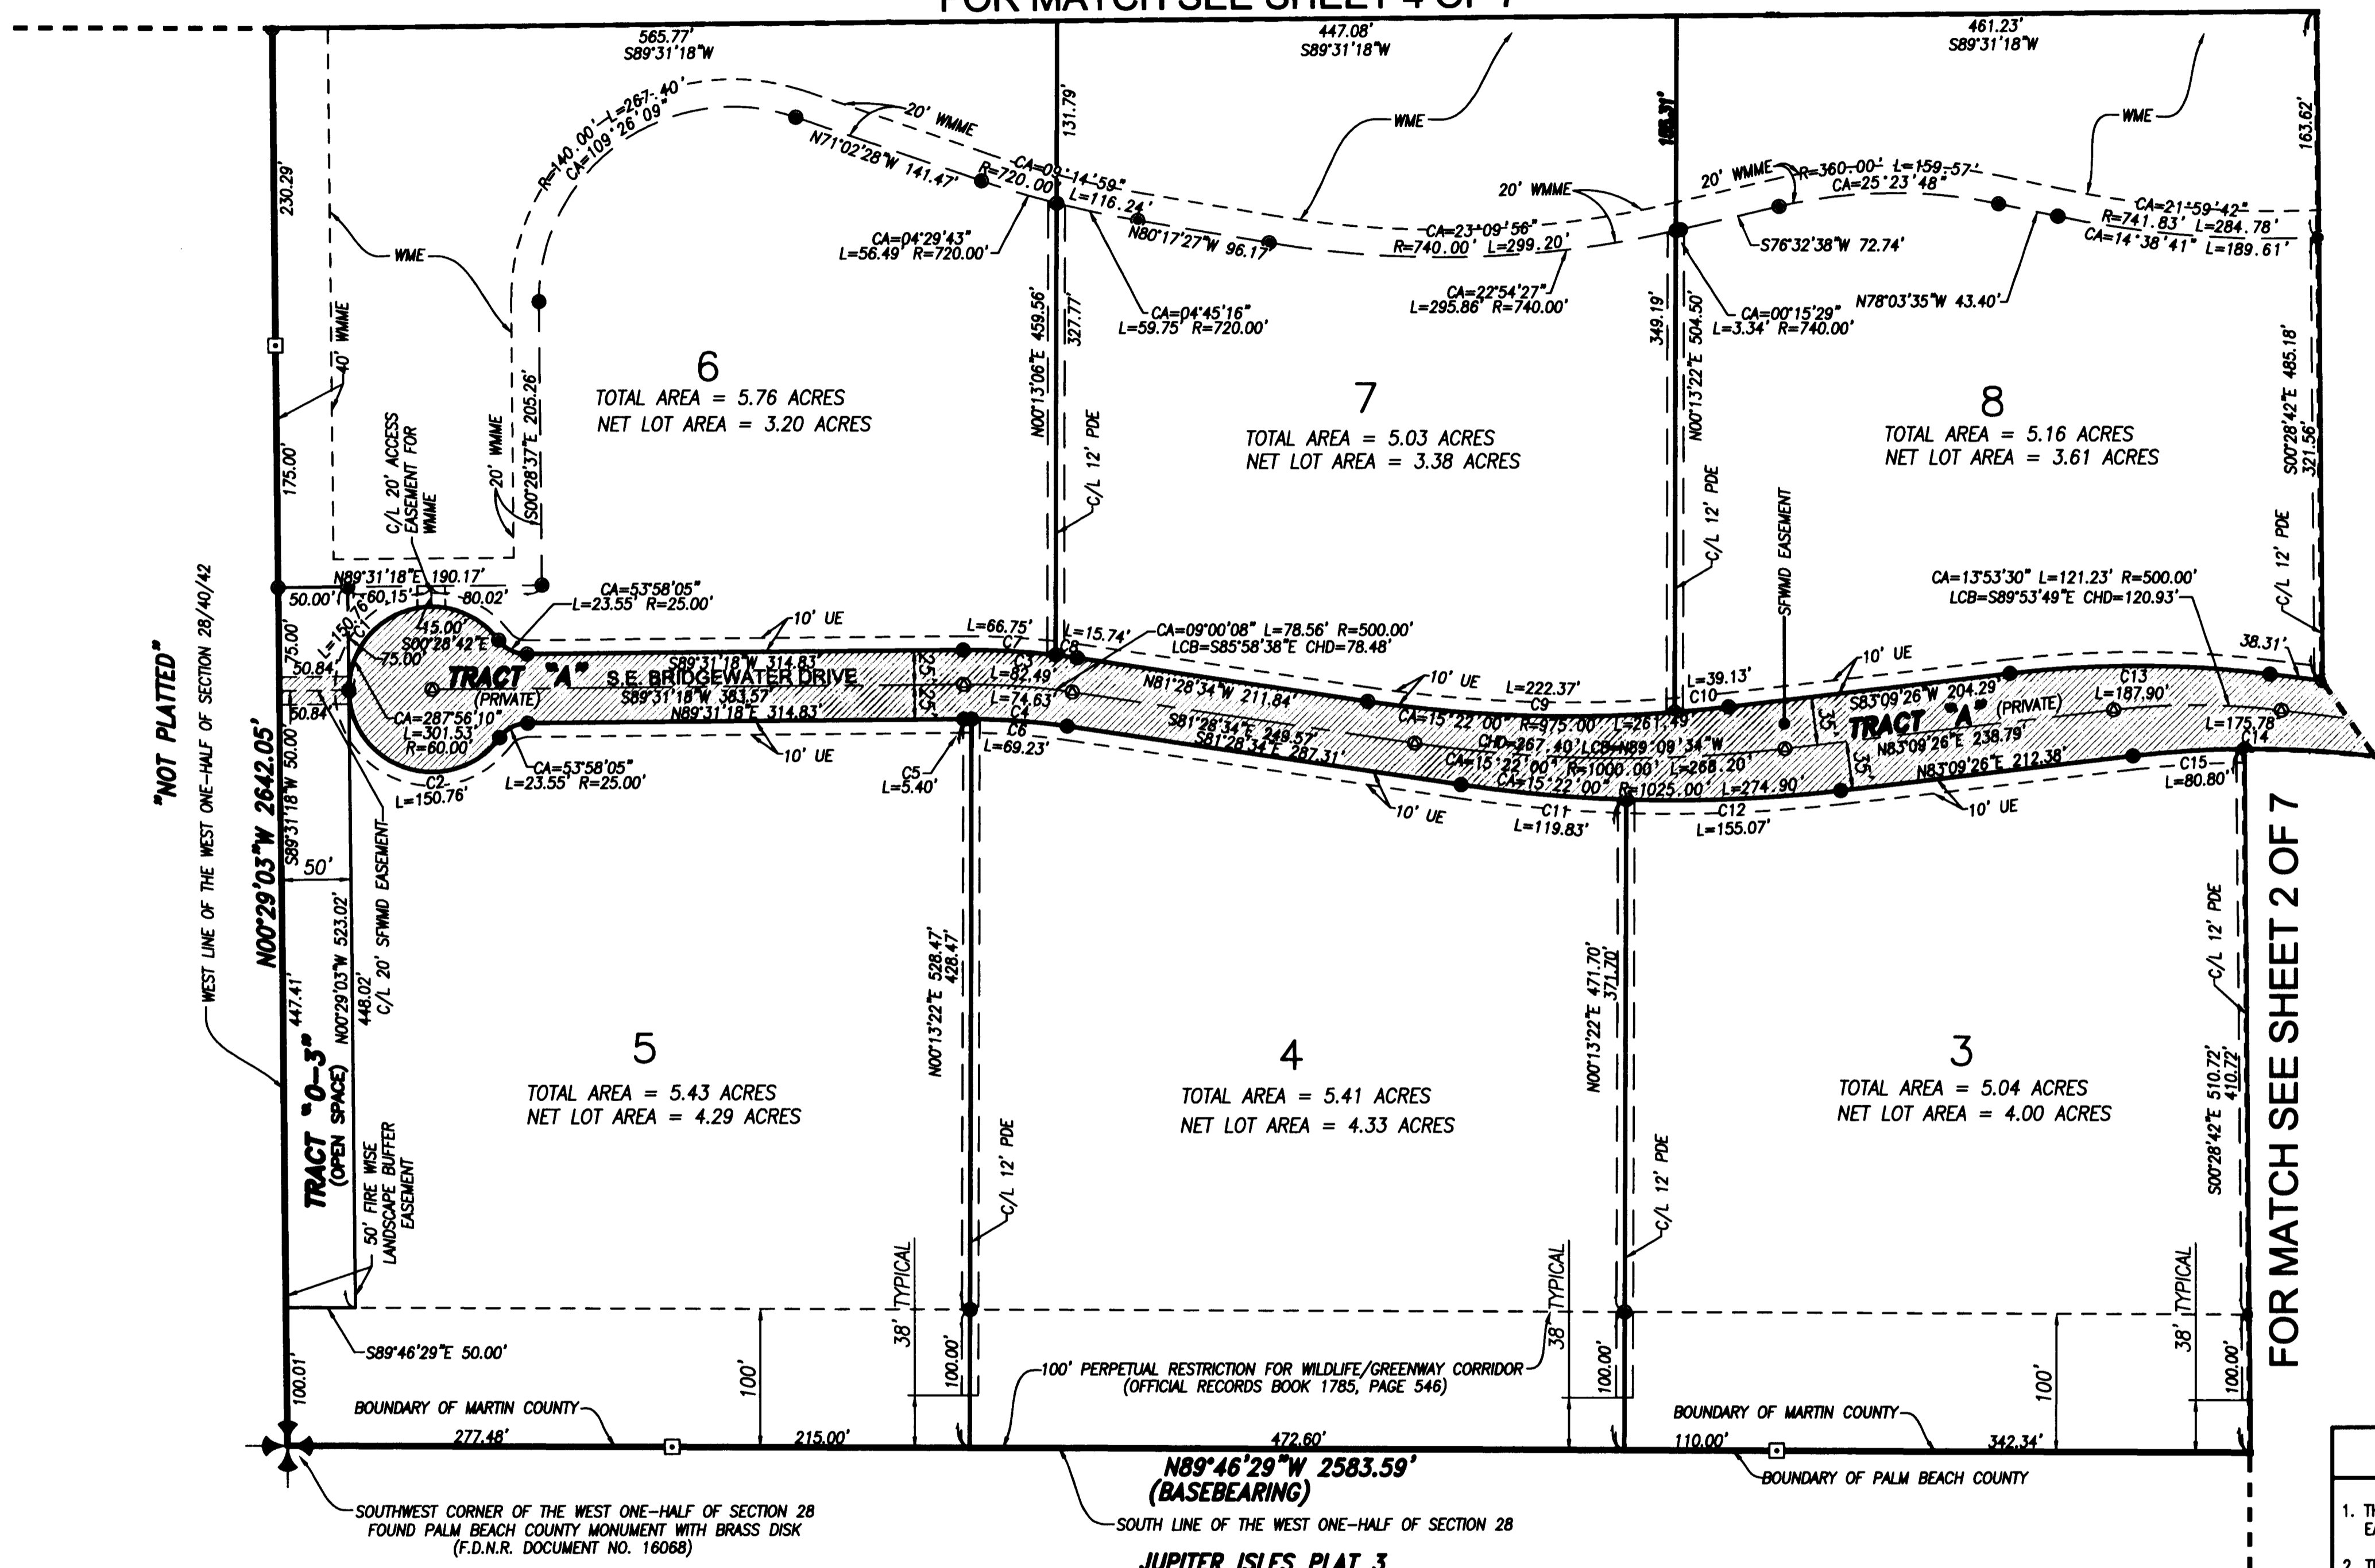 FOR MATCH SEE SHEET 4 OF 7
565.77'
S89°31'18"W
447.08'
S89°31'18"W
461.23'
S89°31'18"W
230.29'
R=140.00' L=267.40'
CA=109°26'09"
20' WMME
N71°02'28"W 141.47'
131.79'
CA=09°14'59"
R=720.00'
L=116.24'
WME
20' WMME
20' WMME
R=360.00' L=159.57'
CA=25°23'48"
WME
163.62'
WME
CA=04°29'43"
L=56.49' R=720.00'
N80°17'27"W 96.17'
CA=23°09'56"
R=740.00' L=299.20'
S76°32'38"W 72.74'
CA=21°59'42"
R=741.83' L=284.78'
CA=14°38'41" L=189.61'
CA=04°45'16"
L=59.75' R=720.00'
CA=22°54'27"
L=295.86' R=740.00'
CA=00°15'29"
L=3.34' R=740.00'
N78°03'35"W 43.40'
40' WMME
175.00'
C/L 20' ACCESS
EASEMENT FOR
WMME
20' WMME
S00°28'37"E 205.26'
N00°13'06"E 459.56'
327.77'
C/L 12' PDE
349.19'
N00°13'22"E 504.50'
C/L 12' PDE
SFWMD EASEMENT
S00°28'42"E 485.18'
321.56'
C/L 12' PDE
6
TOTAL AREA = 5.76 ACRES
NET LOT AREA = 3.20 ACRES
7
TOTAL AREA = 5.03 ACRES
NET LOT AREA = 3.38 ACRES
8
TOTAL AREA = 5.16 ACRES
NET LOT AREA = 3.61 ACRES
N89°31'18"E 190.17'
50.00'
60.15'
80.02'
CA=53°58'05"
L=23.55' R=25.00'
CA=13°53'30" L=121.23' R=500.00'
LCB=S89°53'49"E CHD=120.93'
75.00'
L=150.76'
C1
15.00'
S00°28'42"E
75.00'
10' UE
L=66.75'
C7
L=15.74'
C8
CA=09°00'08" L=78.56' R=500.00'
LCB=S85°58'38"E CHD=78.48'
38.31'
50.84'
50.84'
TRACT "A"
(PRIVATE)
S89°31'18"W 314.83'
S.E. BRIDGEWATER DRIVE
S89°31'18"W 383.57'
N89°31'18"E 314.83'
25'
25'
C3
L=82.49'
L=74.63'
C4
C6
L=69.23'
N81°28'34"W 211.84'
S81°28'34"E 249.57'
S81°28'34"E 287.31'
10' UE
L=222.37'
C9
L=39.13'
C10
10' UE
CA=15°22'00" R=975.00' L=261.49'
CHD=267.40' LCB=N89°09'34"W
CA=15°22'00" R=1000.00' L=268.20'
CA=15°22'00" R=1025.00' L=274.90'
S83°09'26"W 204.29'
TRACT "A"
(PRIVATE)
N83°09'26"E 238.79'
N83°09'26"E 212.38'
35'
35'
C13
L=187.90'
L=175.78'
C14
C15
L=80.80'
CA=287°56'10"
L=301.53'
R=60.00'
CA=53°58'05"
L=23.55' R=25.00'
10' UE
C2
L=150.76'
C5
L=5.40'
10' UE
C11
L=119.83'
C12
L=155.07'
10' UE
"NOT PLATTED"
WEST LINE OF THE WEST ONE-HALF OF SECTION 28/40/42
N00°29'03"W 2642.05'
S89°31'18"W 50.00'
50'
447.41'
N00°29'03"W 523.02'
448.02'
C/L 20' SFWMD EASEMENT
TRACT "O-3"
(OPEN SPACE)
50' FIRE WISE
LANDSCAPE BUFFER
EASEMENT
N00°13'22"E 528.47'
428.47'
C/L 12' PDE
N00°13'22"E 471.70'
371.70'
C/L 12' PDE
S00°28'42"E 510.72'
410.72'
C/L 12' PDE
FOR MATCH SEE SHEET 2 OF 7
5
TOTAL AREA = 5.43 ACRES
NET LOT AREA = 4.29 ACRES
4
TOTAL AREA = 5.41 ACRES
NET LOT AREA = 4.33 ACRES
3
TOTAL AREA = 5.04 ACRES
NET LOT AREA = 4.00 ACRES
S89°46'29"E 50.00'
100.01'
100'
38' TYPICAL
100.00'
100' PERPETUAL RESTRICTION FOR WILDLIFE/GREENWAY CORRIDOR
(OFFICIAL RECORDS BOOK 1785, PAGE 546)
38' TYPICAL
100.00'
100'
38' TYPICAL
100.00'
BOUNDARY OF MARTIN COUNTY
BOUNDARY OF MARTIN COUNTY
277.48'
215.00'
472.60'
110.00'
342.34'
N89°46'29"W 2583.59'
(BASEBEARING)
BOUNDARY OF PALM BEACH COUNTY
SOUTHWEST CORNER OF THE WEST ONE-HALF OF SECTION 28
FOUND PALM BEACH COUNTY MONUMENT WITH BRASS DISK
(F.D.N.R. DOCUMENT NO. 16068)
SOUTH LINE OF THE WEST ONE-HALF OF SECTION 28
JUPITER ISLES PLAT 3
1.
2.